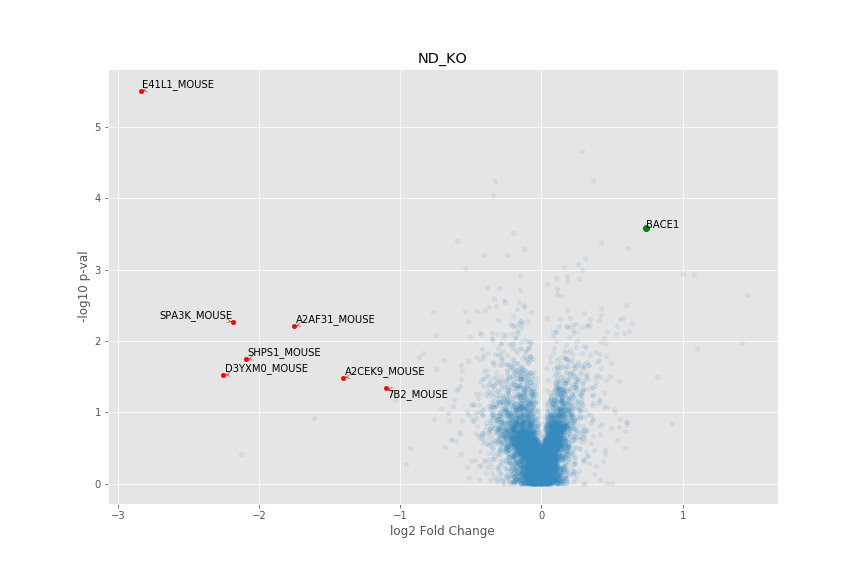 ND_KO
E41L1_MOUSE
BACE1
SPA3K_MOUSE
A2AF31_MOUSE
SHPS1_MOUSE
D3YXM0_MOUSE
A2CEK9_MOUSE
7B2_MOUSE
-log10 p-val
5
4
3
2
1
0
−3
−2
−1
0
1
log2 Fold Change